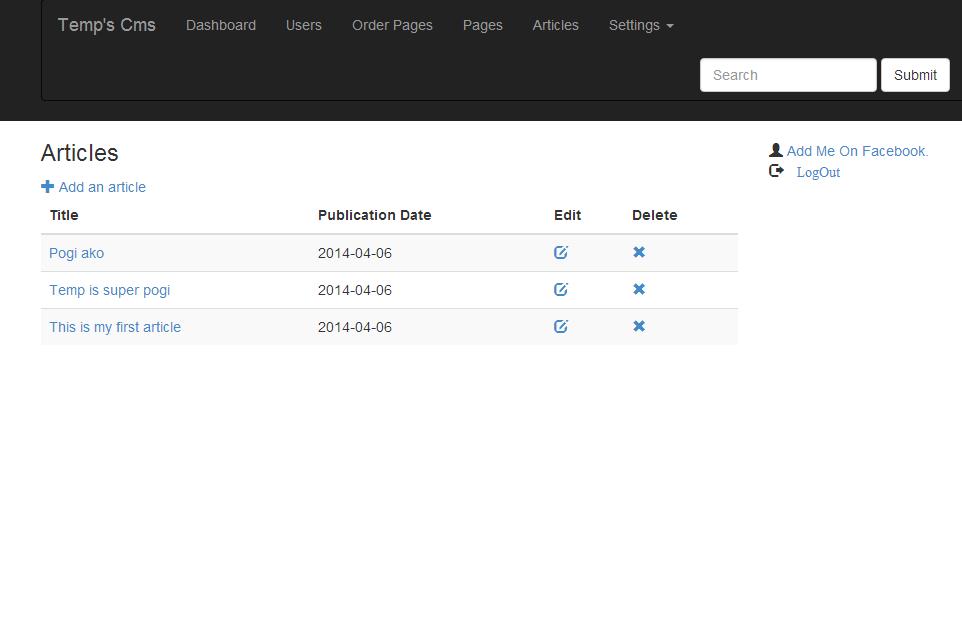 Temp's Cms Dashboard Users Order Pages Pages Articles Settings
Search Submit
Articles
Add an article
Title Publication Date Edit Delete
Pogi ako 2014-04-06
Temp is super pogi 2014-04-06
This is my first article 2014-04-06
Add Me On Facebook.
LogOut